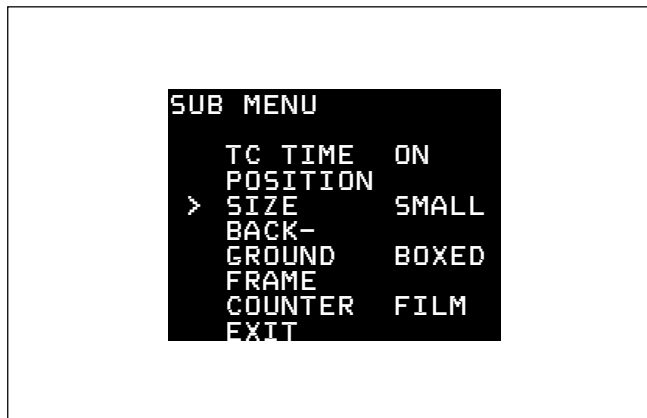 SUB MENU
TC TIME ON
POSITION
> SIZE SMALL
BACK-
GROUND BOXED
FRAME
COUNTER FILM
EXIT